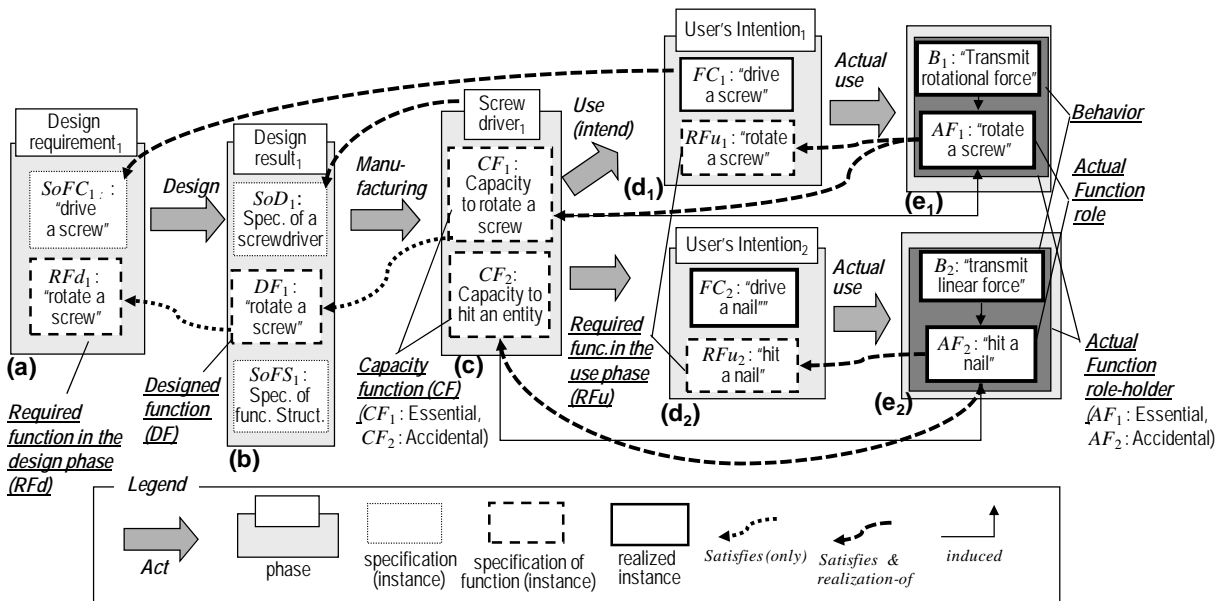 Design
requirement1
SoFC1:
"drive
a screw"
RFd1:
"rotate a
screw"
(a)
Required
function in the
design phase
(RFd)
Design
Design
result1
SoD1:
Spec. of a
screwdriver
DF1:
"rotate a
screw"
SoFS1:
Spec. of
func. Struct.
(b)
Designed
function
(DF)
Manu-
facturing
Screw
driver1
CF1:
Capacity
to rotate a
screw
CF2:
Capacity to
hit an entity
(c)
Capacity
function (CF)
(CF1: Essential,
CF2: Accidental)
Use
(intend)
User's Intention1
FC1: "drive
a screw"
RFu1: "rotate
a screw"
(d1)
User's Intention2
FC2: "drive
a nail""
RFu2: "hit
a nail"
(d2)
Required
func. in the
use phase
(RFu)
Actual
use
Actual
use
B1: "Transmit
rotational force"
AF1: "rotate
a screw"
(e1)
B2: "transmit
linear force"
AF2: "hit a
nail"
(e2)
Behavior
Actual
Function
role
Actual
Function
role-holder
(AF1: Essential,
AF2: Accidental)
Legend
Act
phase
specification
(instance)
specification of
function (instance)
realized
instance
Satisfies (only)
Satisfies &
realization-of
induced